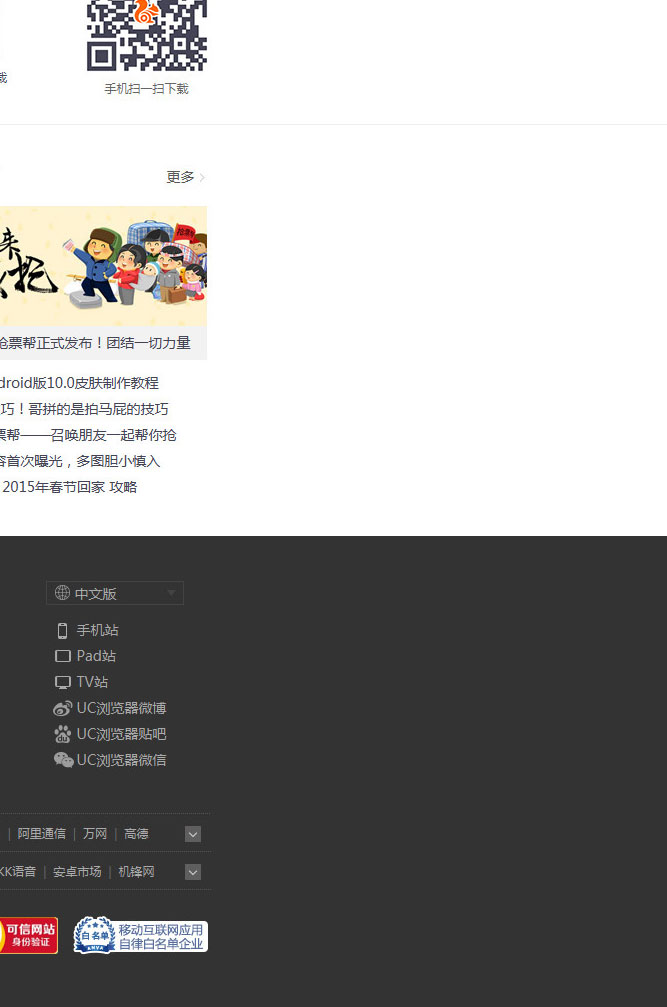 载
手机扫一扫下载
更多
来
抢
抢票
抢票帮正式发布！团结一切力量
droid版10.0皮肤制作教程
巧！哥拼的是拍马屁的技巧
票帮——召唤朋友一起帮你抢
容首次曝光，多图胆小慎入
2015年春节回家 攻略
中文版
手机站
Pad站
TV站
UC浏览器微博
UC浏览器贴吧
UC浏览器微信
| 阿里通信 | 万网 | 高德
KK语音 | 安卓市场 | 机锋网
可信网站
身份验证
白名单
移动互联网应用
自律白名单企业